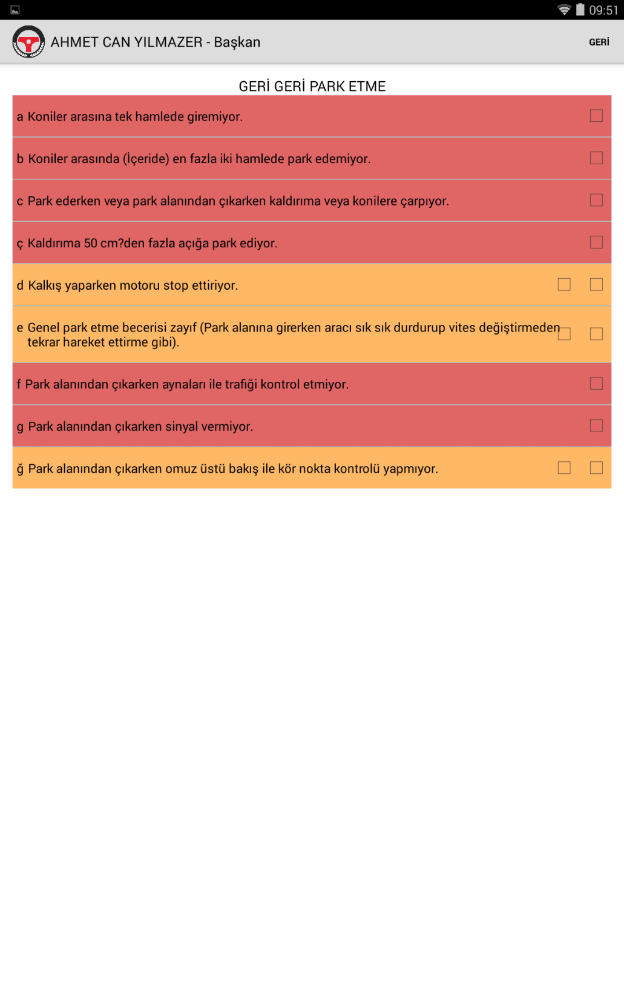 09:51
AHMET CAN YILMAZER - Başkan
GERİ
GERİ GERİ PARK ETME
a Koniler arasına tek hamlede giremiyor.
b Koniler arasında (İçeride) en fazla iki hamlede park edemiyor.
c Park ederken veya park alanından çıkarken kaldırıma veya konilere çarpıyor.
ç Kaldırıma 50 cm?den fazla açığa park ediyor.
d Kalkış yaparken motoru stop ettiriyor.
e Genel park etme becerisi zayıf (Park alanına girerken aracı sık sık durdurup vites değiştirmeden
tekrar hareket ettirme gibi).
f Park alanından çıkarken aynaları ile trafiği kontrol etmiyor.
g Park alanından çıkarken sinyal vermiyor.
ğ Park alanından çıkarken omuz üstü bakış ile kör nokta kontrolü yapmıyor.